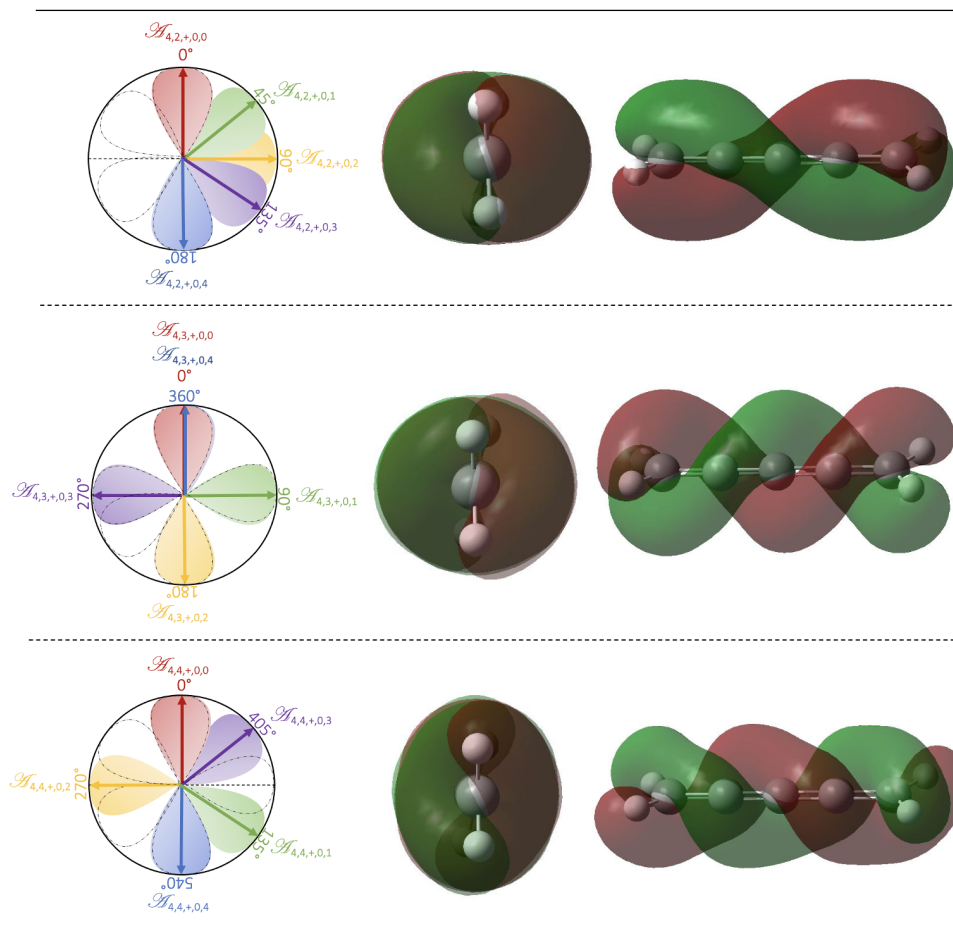 𝒜4,2,+,0,0
0°
45°
𝒜4,2,+,0,1
90°
𝒜4,2,+,0,2
135°
𝒜4,2,+,0,3
180°
𝒜4,2,+,0,4
𝒜4,3,+,0,0
𝒜4,3,+,0,4
0°
360°
𝒜4,3,+,0,3
270°
90°
𝒜4,3,+,0,1
180°
𝒜4,3,+,0,2
𝒜4,4,+,0,0
0°
405°
𝒜4,4,+,0,3
𝒜4,4,+,0,2
270°
135°
𝒜4,4,+,0,1
540°
𝒜4,4,+,0,4